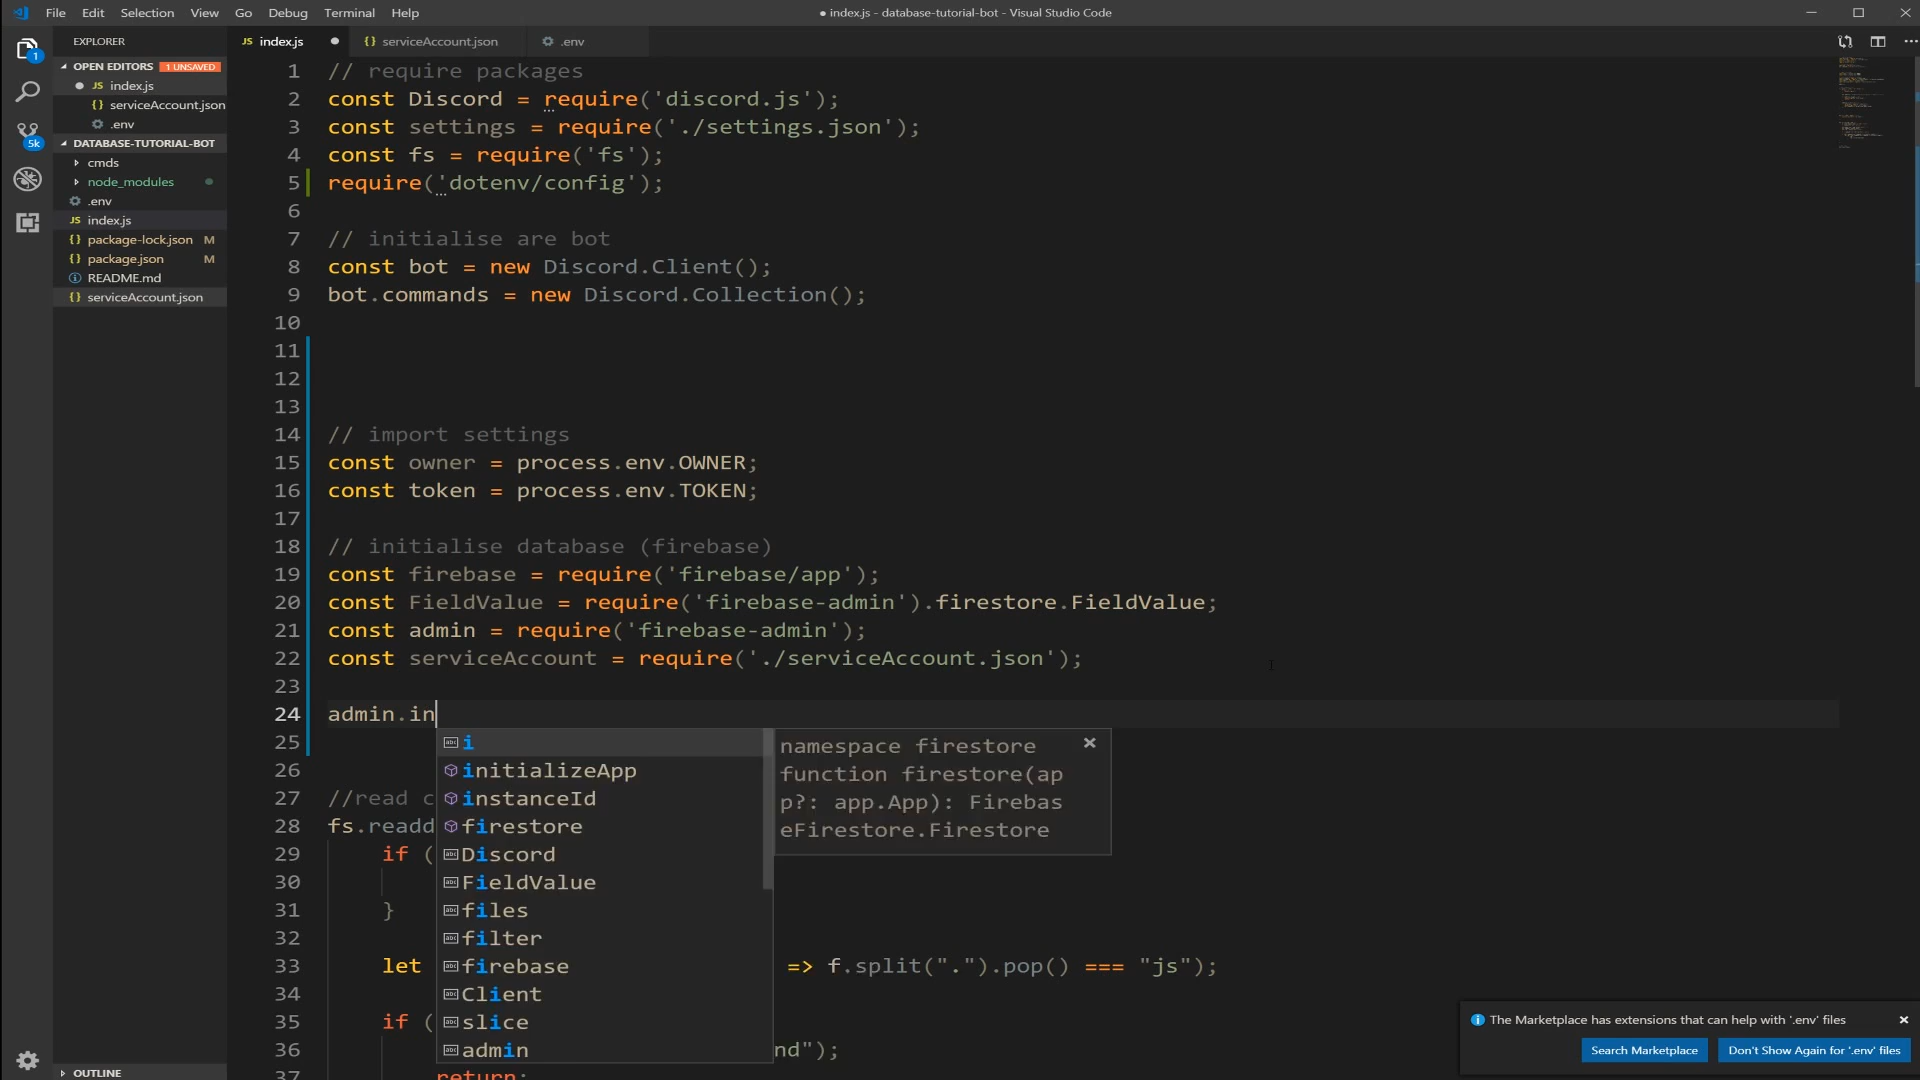 File Edit Selection View Go Debug Terminal Help
● index.js - database-tutorial-bot - Visual Studio Code
EXPLORER
OPEN EDITORS 1 UNSAVED
● JS index.js
{} serviceAccount.json
.env
DATABASE-TUTORIAL-BOT
cmds
node_modules
.env
JS index.js
{} package-lock.json M
{} package.json M
README.md
{} serviceAccount.json
OUTLINE
1
5k
JS index.js ● {} serviceAccount.json .env
1 // require packages
2 const Discord = require('discord.js');
3 const settings = require('./settings.json');
4 const fs = require('fs');
5 require('dotenv/config');
6
7 // initialise are bot
8 const bot = new Discord.Client();
9 bot.commands = new Discord.Collection();
10
11
12
13
14 // import settings
15 const owner = process.env.OWNER;
16 const token = process.env.TOKEN;
17
18 // initialise database (firebase)
19 const firebase = require('firebase/app');
20 const FieldValue = require('firebase-admin').firestore.FieldValue;
21 const admin = require('firebase-admin');
22 const serviceAccount = require('./serviceAccount.json');
23
24 admin.in
25
26
27 //read c
28 fs.readd
29 if (
30
31 }
32
33 let => f.split(".").pop() === "js");
34
35 if (
36 nd");
37 return;
i
initializeApp
instanceId
firestore
Discord
FieldValue
files
filter
firebase
Client
slice
admin
namespace firestore
function firestore(ap
p?: app.App): Firebas
eFirestore.Firestore
The Marketplace has extensions that can help with '.env' files
Search Marketplace Don't Show Again for '.env' files